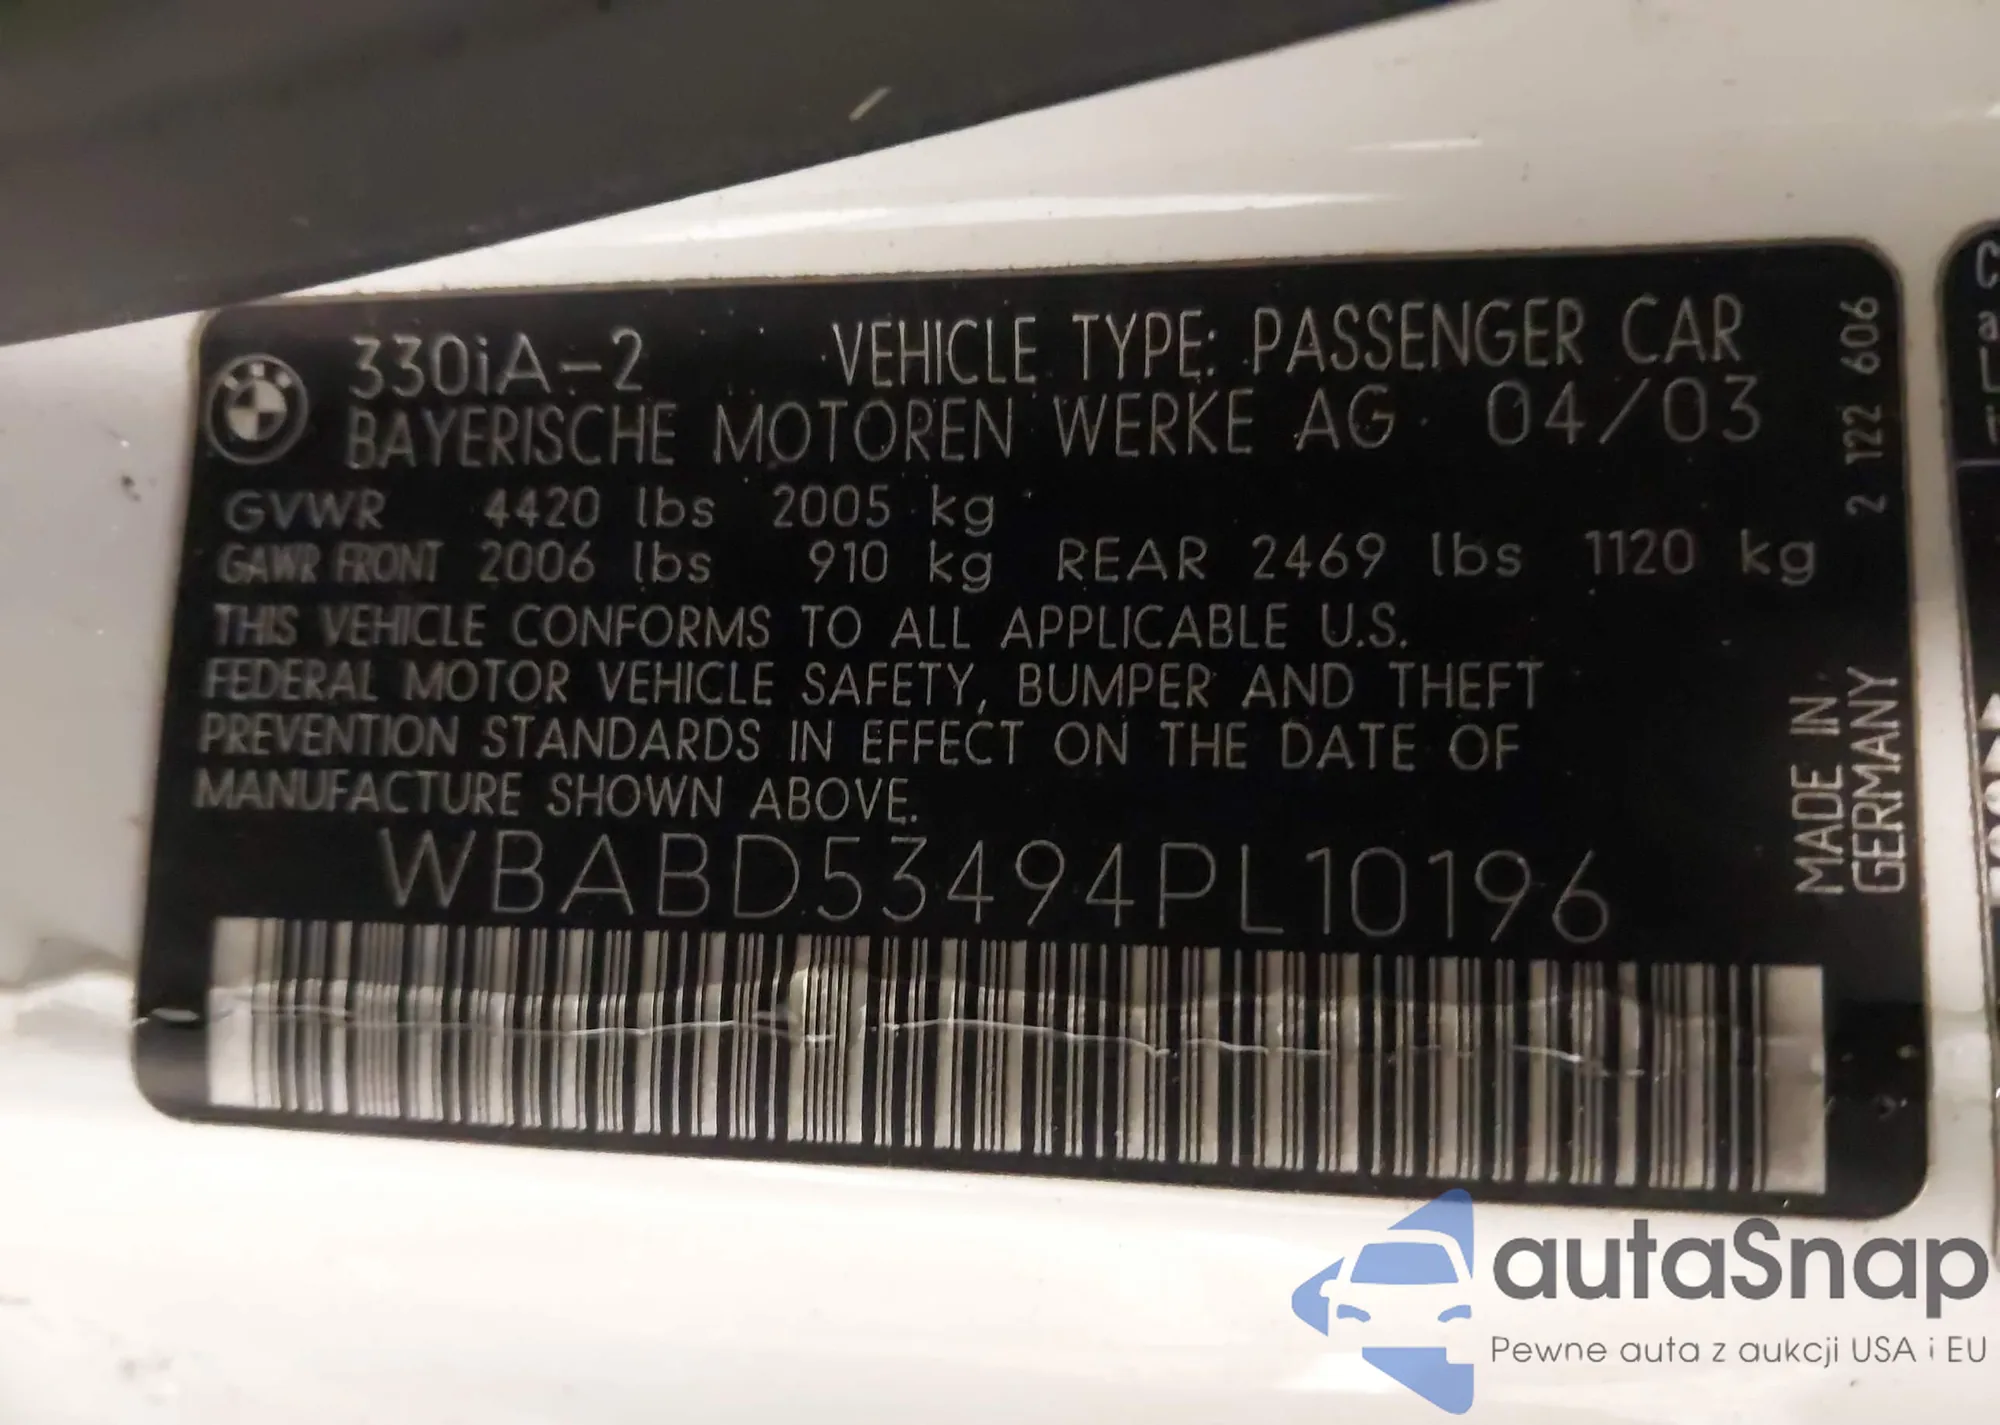 330iA-2 VEHICLE TYPE: PASSENGER CAR
BAYERISCHE MOTOREN WERKE AG 04/03
GVWR 4420 lbs 2005 kg
GAWR FRONT 2006 lbs 910 kg REAR 2469 lbs 1120 kg
THIS VEHICLE CONFORMS TO ALL APPLICABLE U.S.
FEDERAL MOTOR VEHICLE SAFETY, BUMPER AND THEFT
PREVENTION STANDARDS IN EFFECT ON THE DATE OF
MANUFACTURE SHOWN ABOVE.
WBABD53494PL10196
2 122 606
MADE IN
GERMANY
autaSnap
Pewne auta z aukcji USA i EU